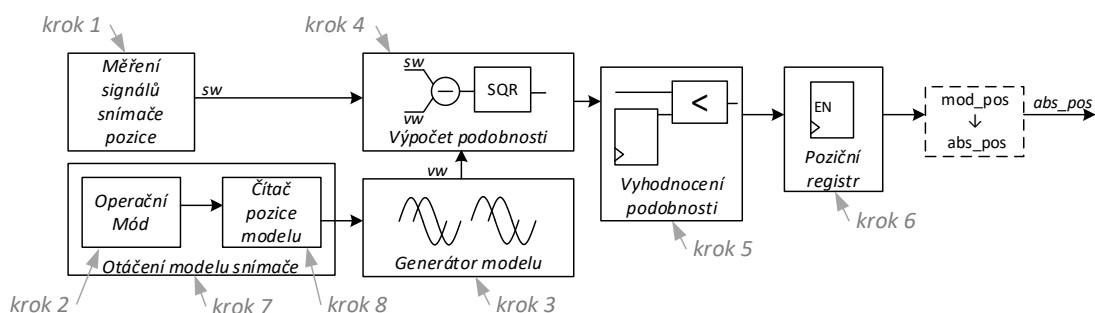 krok 1
Měření
signálů
snímače
pozice
sw
krok 4
sw
vw
SQR
Výpočet podobnosti
<
Vyhodnocení
podobnosti
krok 5
EN
Poziční
registr
krok 6
mod_pos
↓
abs_pos
abs_pos
Operační
Mód
Čítač
pozice
modelu
Otáčení modelu snímače
krok 2
krok 7
krok 8
vw
Generátor modelu
krok 3